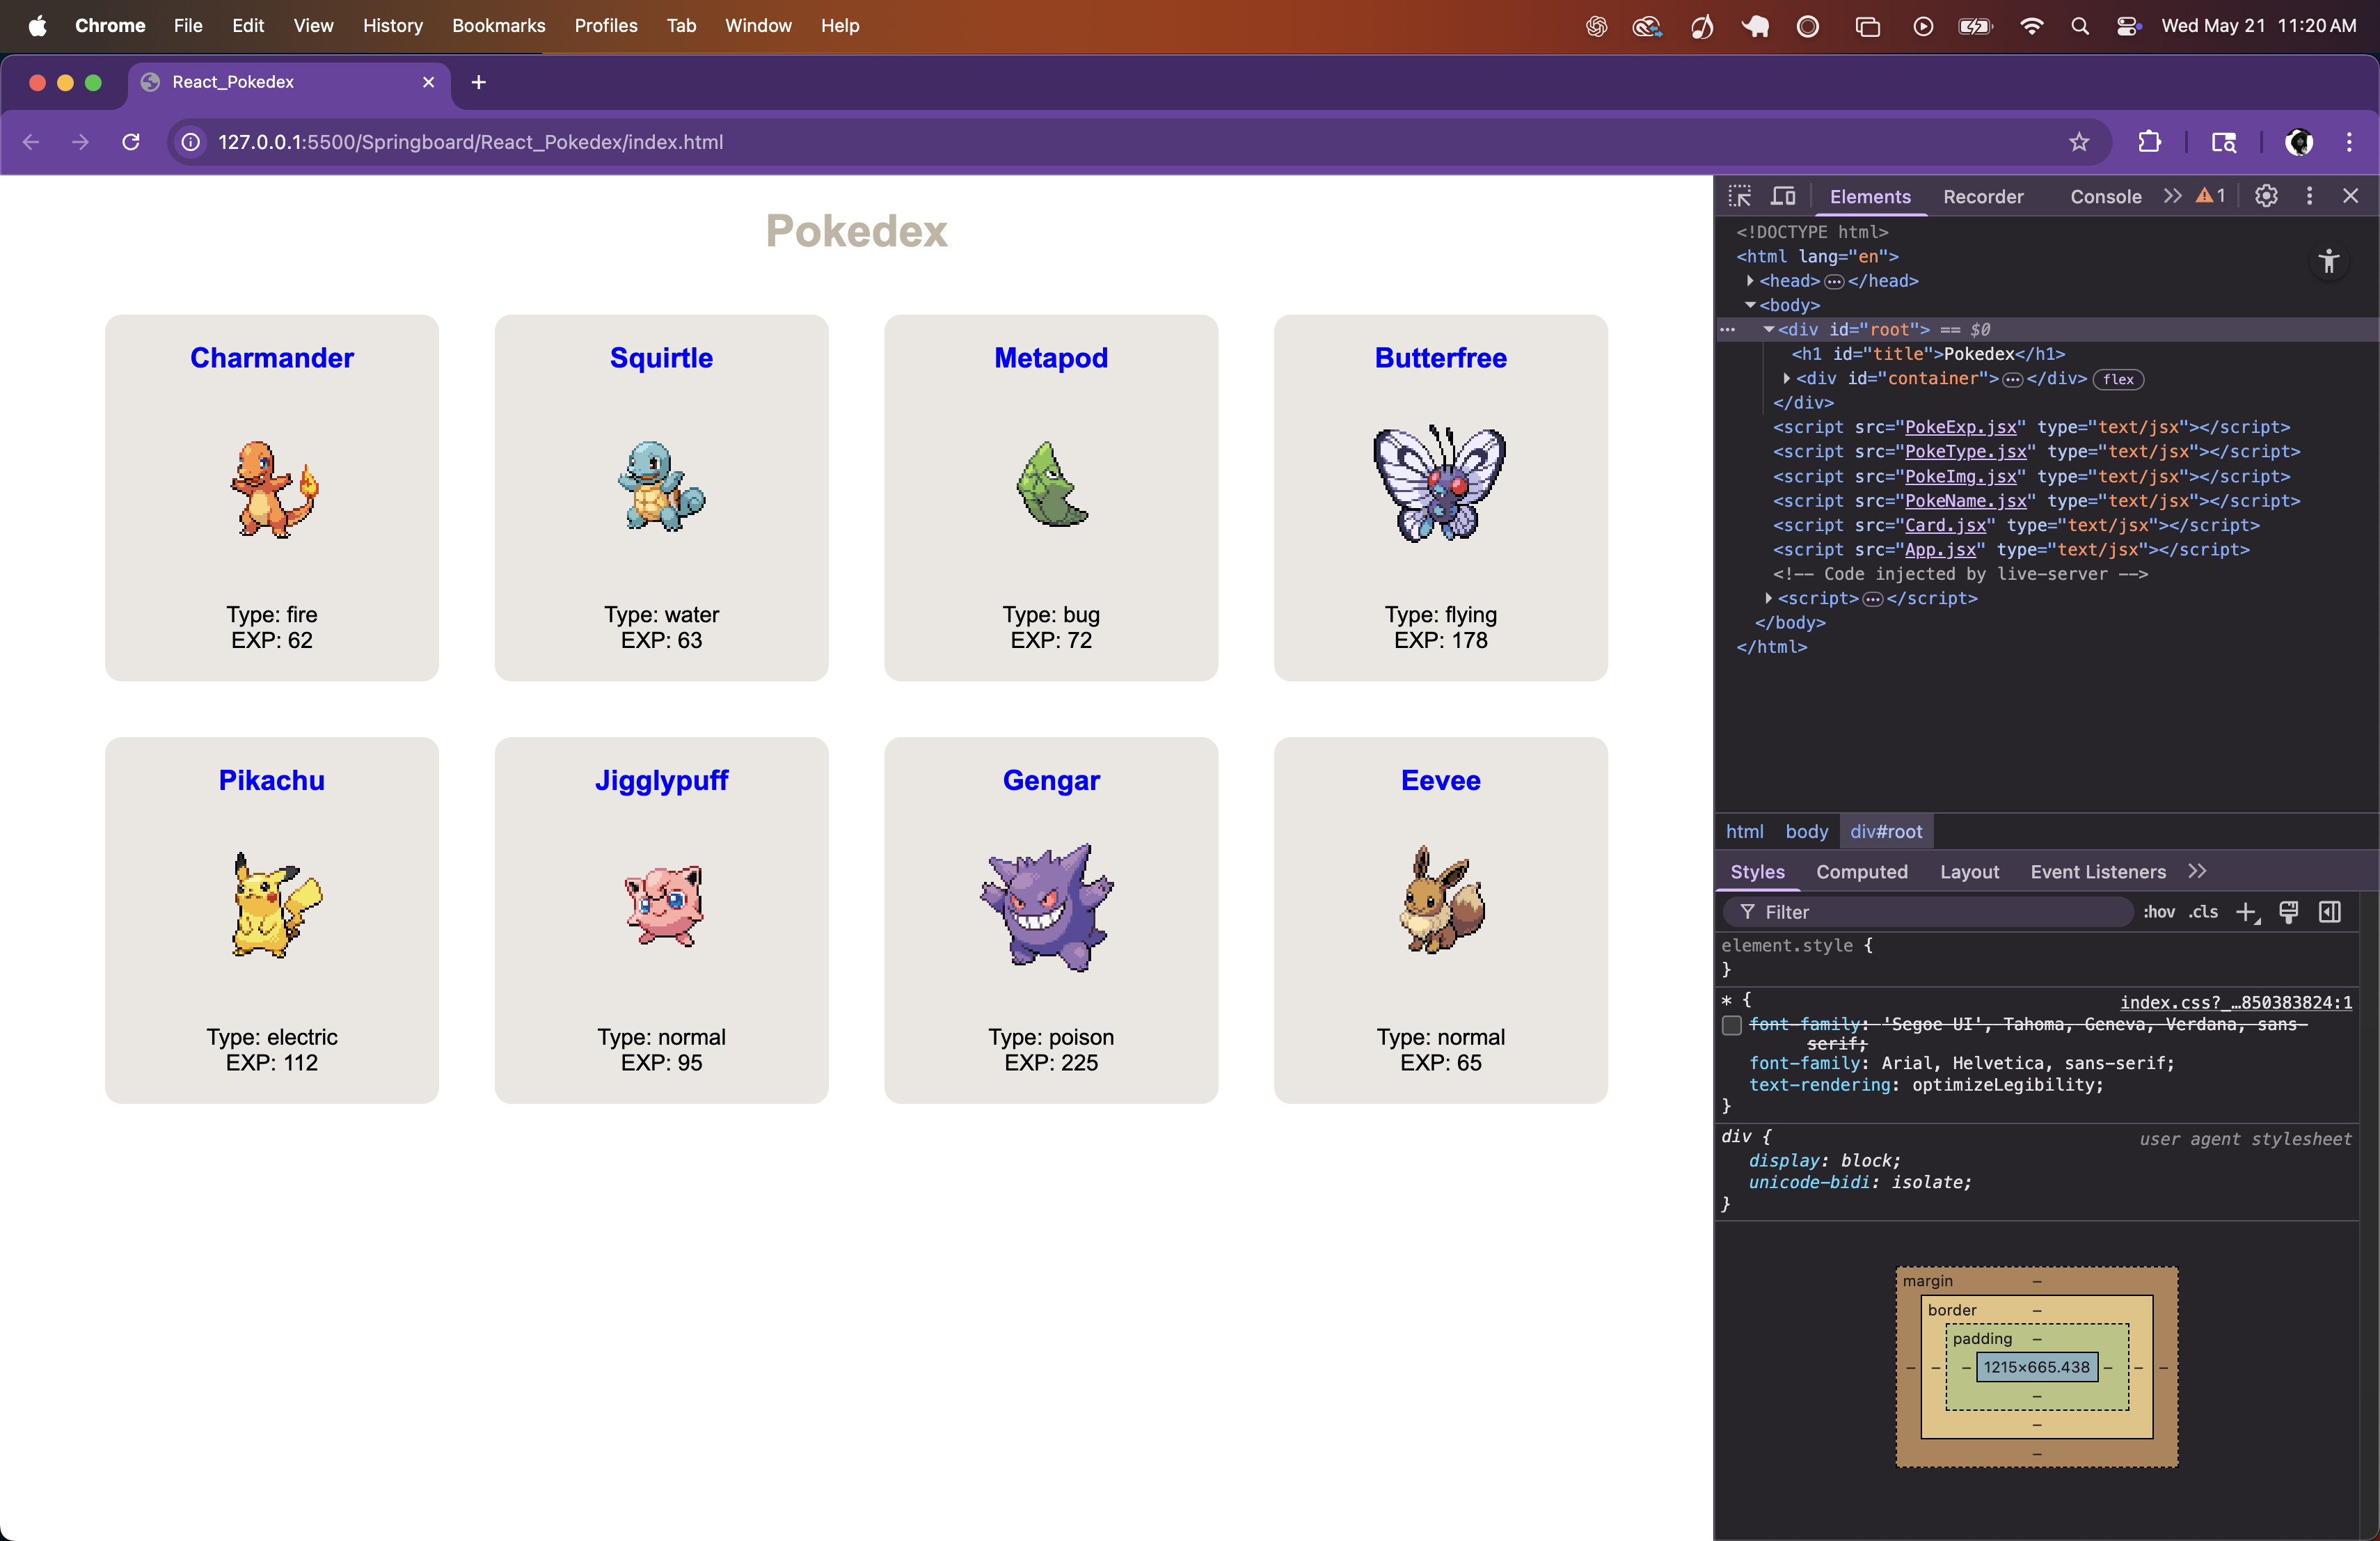 Chrome File Edit View History Bookmarks Profiles Tab Window Help Wed May 21 11:20 AM
React_Pokedex
127.0.0.1:5500/Springboard/React_Pokedex/index.html
Pokedex
Charmander
Type: fire
EXP: 62
Squirtle
Type: water
EXP: 63
Metapod
Type: bug
EXP: 72
Butterfree
Type: flying
EXP: 178
Pikachu
Type: electric
EXP: 112
Jigglypuff
Type: normal
EXP: 95
Gengar
Type: poison
EXP: 225
Eevee
Type: normal
EXP: 65
Elements Recorder Console 1
<!DOCTYPE html>
<html lang="en">
<head>…</head>
<body>
<div id="root"> == $0
<h1 id="title">Pokedex</h1>
<div id="container">…</div> flex
</div>
<script src="PokeExp.jsx" type="text/jsx"></script>
<script src="PokeType.jsx" type="text/jsx"></script>
<script src="PokeImg.jsx" type="text/jsx"></script>
<script src="PokeName.jsx" type="text/jsx"></script>
<script src="Card.jsx" type="text/jsx"></script>
<script src="App.jsx" type="text/jsx"></script>
<!-- Code injected by live-server -->
<script>…</script>
</body>
</html>
html body div#root
Styles Computed Layout Event Listeners
Filter :hov .cls
element.style {
}
* { index.css?_…850383824:1
font-family: 'Segoe UI', Tahoma, Geneva, Verdana, sans-
serif;
font-family: Arial, Helvetica, sans-serif;
text-rendering: optimizeLegibility;
}
div { user agent stylesheet
display: block;
unicode-bidi: isolate;
}
margin –
border –
padding –
– – – 1215×665.438 – – –
–
–
–